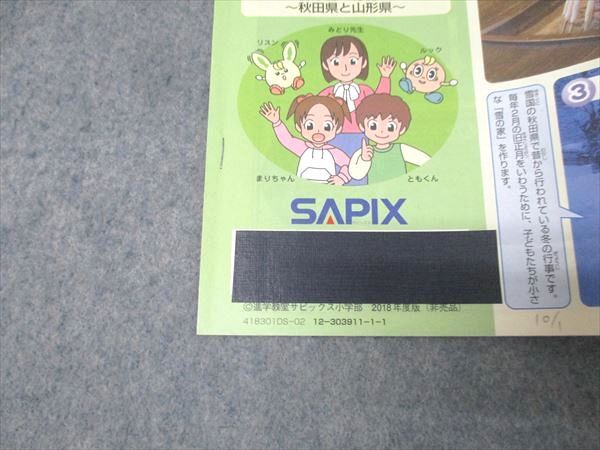 ～秋田県と山形県～
みどり先生
リスン
ルック
まりちゃん
ともくん
SAPIX
©進学教室サピックス小学部 2018年度版（非売品）
418301DS-02 12-303911-1-1
③
雪国の秋田県で昔から行われている冬の行事です。
毎年2月の旧正月をいわうために、子どもたちが小さ
な「雪の家」を作ります。
10/1